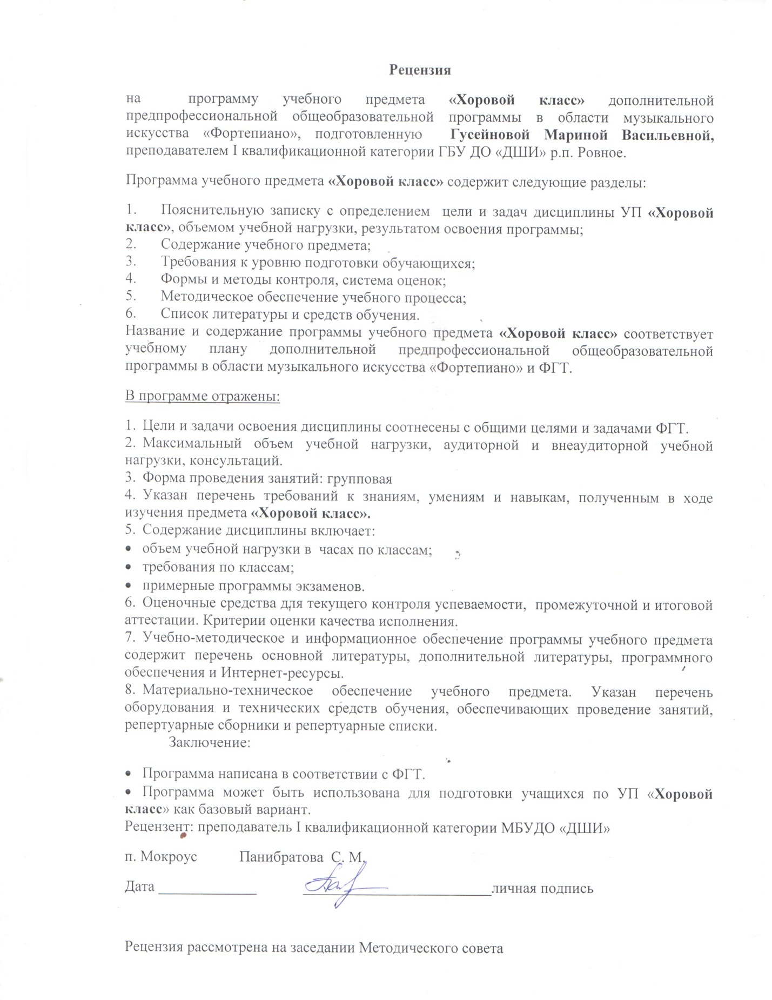 Рецензия
на программу учебного предмета «Хоровой класс» дополнительной
предпрофессиональной общеобразовательной программы в области музыкального
искусства «Фортепиано», подготовленную Гусейновой Мариной Васильевной,
преподавателем I квалификационной категории ГБУ ДО «ДШИ» р.п. Ровное.
Программа учебного предмета «Хоровой класс» содержит следующие разделы:
1. Пояснительную записку с определением цели и задач дисциплины УП «Хоровой
класс», объемом учебной нагрузки, результатом освоения программы;
2. Содержание учебного предмета;
3. Требования к уровню подготовки обучающихся;
4. Формы и методы контроля, система оценок;
5. Методическое обеспечение учебного процесса;
6. Список литературы и средств обучения.
Название и содержание программы учебного предмета «Хоровой класс» соответствует
учебному плану дополнительной предпрофессиональной общеобразовательной
программы в области музыкального искусства «Фортепиано» и ФГТ.
В программе отражены:
1. Цели и задачи освоения дисциплины соотнесены с общими целями и задачами ФГТ.
2. Максимальный объем учебной нагрузки, аудиторной и внеаудиторной учебной
нагрузки, консультаций.
3. Форма проведения занятий: групповая
4. Указан перечень требований к знаниям, умениям и навыкам, полученным в ходе
изучения предмета «Хоровой класс».
5. Содержание дисциплины включает:
• объем учебной нагрузки в часах по классам;
• требования по классам;
• примерные программы экзаменов.
6. Оценочные средства для текущего контроля успеваемости, промежуточной и итоговой
аттестации. Критерии оценки качества исполнения.
7. Учебно-методическое и информационное обеспечение программы учебного предмета
содержит перечень основной литературы, дополнительной литературы, программного
обеспечения и Интернет-ресурсы.
8. Материально-техническое обеспечение учебного предмета. Указан перечень
оборудования и технических средств обучения, обеспечивающих проведение занятий,
репертуарные сборники и репертуарные списки.
Заключение:
• Программа написана в соответствии с ФГТ.
• Программа может быть использована для подготовки учащихся по УП «Хоровой
класс» как базовый вариант.
Рецензент: преподаватель I квалификационной категории МБУДО «ДШИ»
п. Мокроус Панибратова С. М.
Дата _____________ _________________________личная подпись
Рецензия рассмотрена на заседании Методического совета